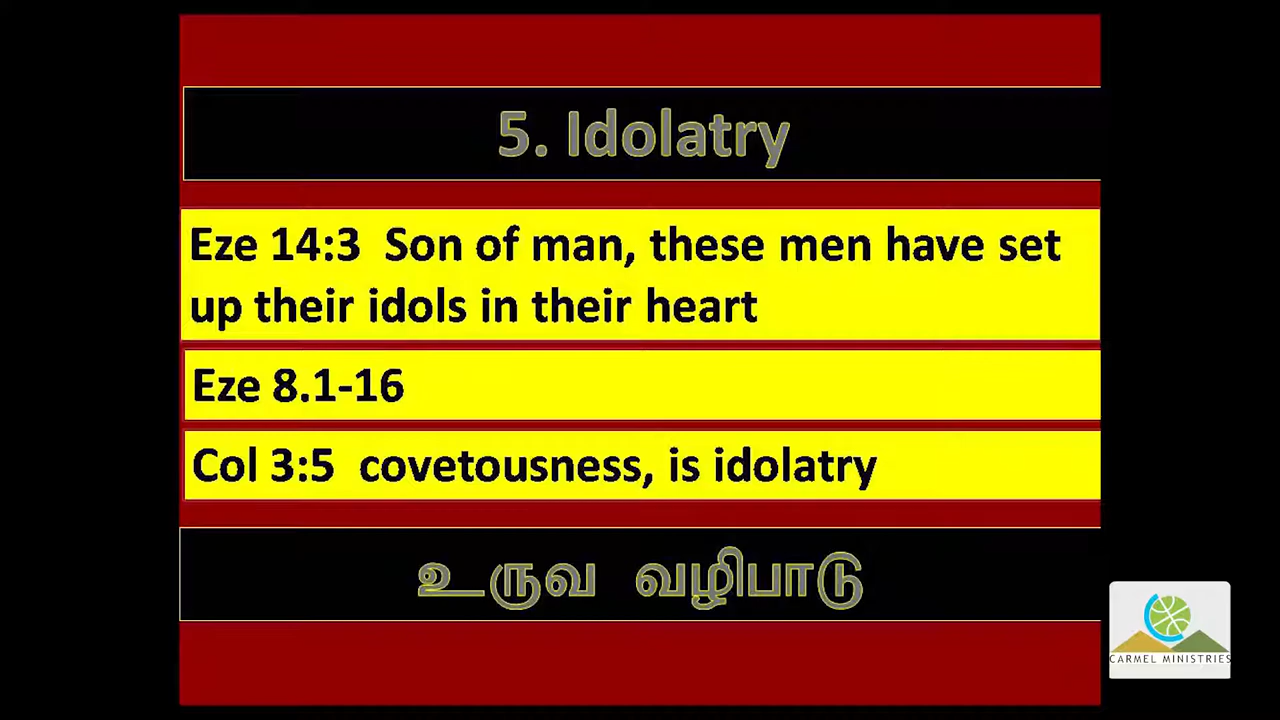 5. Idolatry
Eze 14:3 Son of man, these men have set
up their idols in their heart
Eze 8.1-16
Col 3:5 covetousness, is idolatry
உருவ வழிபாடு
CARMEL MINISTRIES